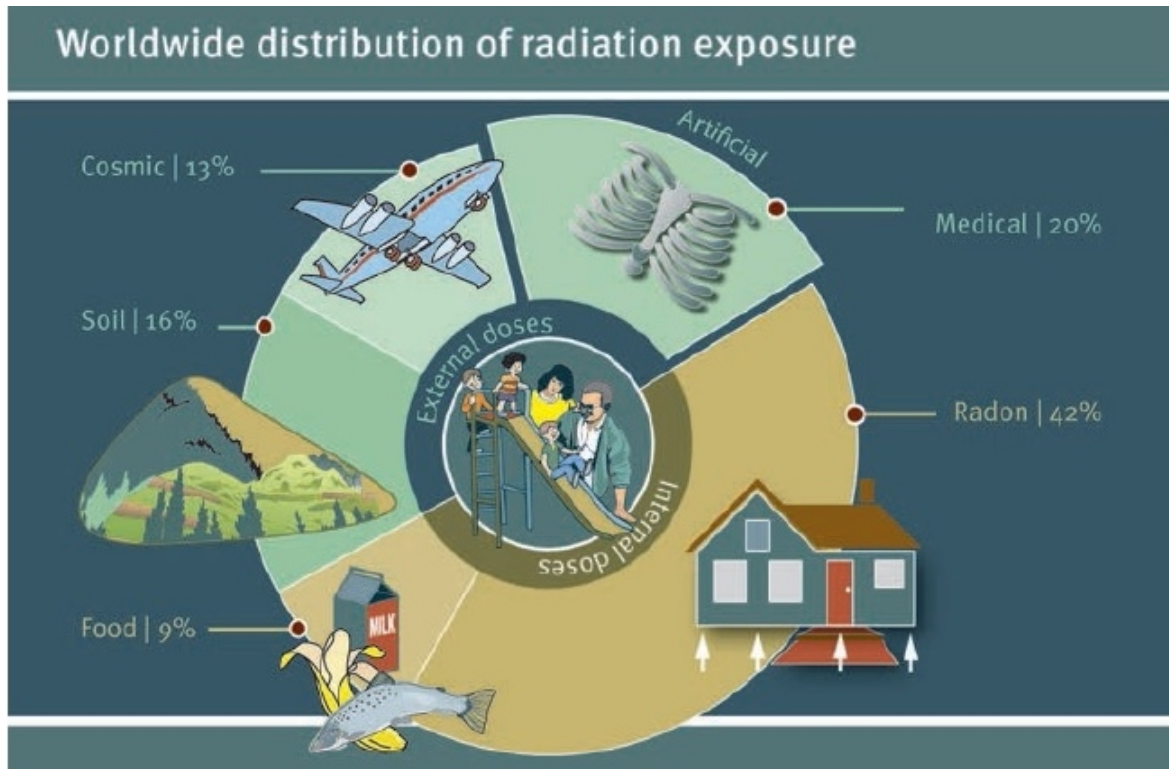 Worldwide distribution of radiation exposure
Artificial
Cosmic | 13%
Medical | 20%
Soil | 16%
External doses
Radon | 42%
Internal doses
Food | 9%
MILK